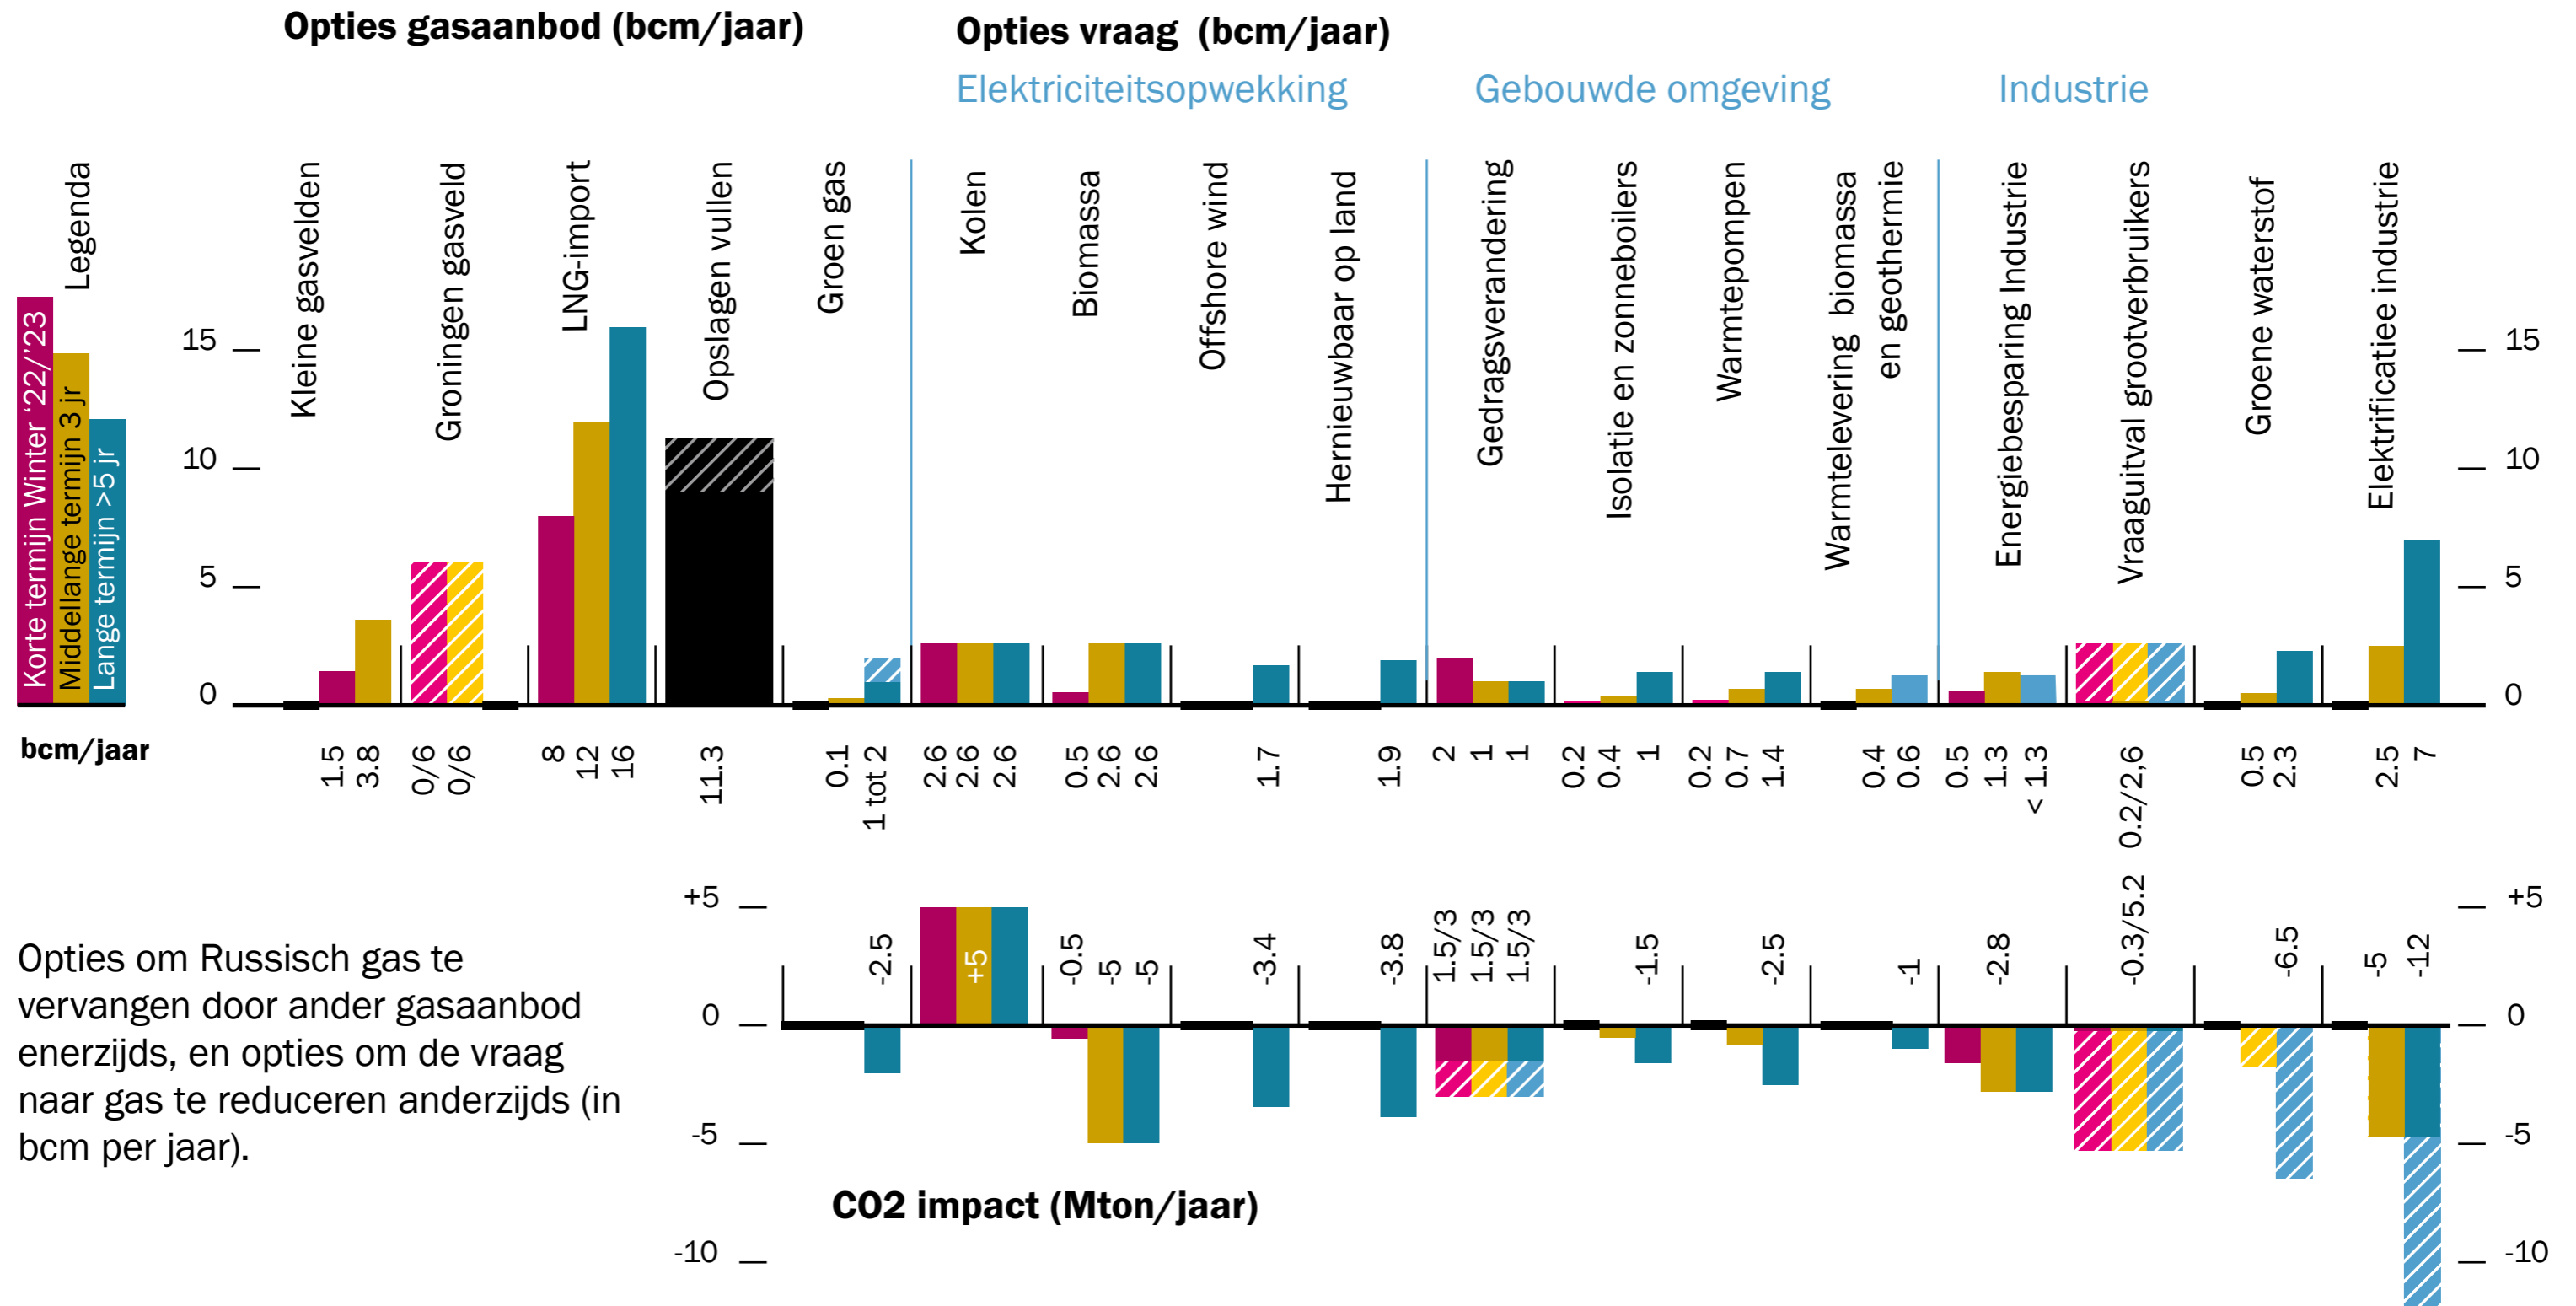 Opties gasaanbod (bcm/jaar)
Opties vraag (bcm/jaar)
Elektriciteitsopwekking
Gebouwde omgeving
Industrie
Legenda
Korte termijn Winter ‘22/’23
Middellange termijn 3 jr
Lange termijn >5 jr
Kleine gasvelden
Groningen gasveld
LNG-import
Opslagen vullen
Groen gas
Kolen
Biomassa
Offshore wind
Hernieuwbaar op land
Gedragsverandering
Isolatie en zonneboilers
Warmtepompen
Warmtelevering biomassa
en geothermie
Energiebesparing Industrie
Vraaguitval grootverbruikers
Groene waterstof
Elektrificatiee industrie
15
10
5
0
15
10
5
0
bcm/jaar
1.5
3.8
0/6
0/6
8
12
16
11.3
0.1
1 tot 2
2.6
2.6
2.6
0.5
2.6
2.6
1.7
1.9
2
1
1
0.2
0.4
1
0.2
0.7
1.4
0.4
0.6
0.5
1.3
< 1.3
0.2/2,6
0.5
2.3
2.5
7
+5
0
-5
-10
+5
0
-5
-10
-2.5
+5
-0.5
-5
-5
-3.4
-3.8
1.5/3
1.5/3
1.5/3
-1.5
-2.5
-1
-2.8
-0.3/5.2
-6.5
-5
-12
Opties om Russisch gas te
vervangen door ander gasaanbod
enerzijds, en opties om de vraag
naar gas te reduceren anderzijds (in
bcm per jaar).
CO2 impact (Mton/jaar)